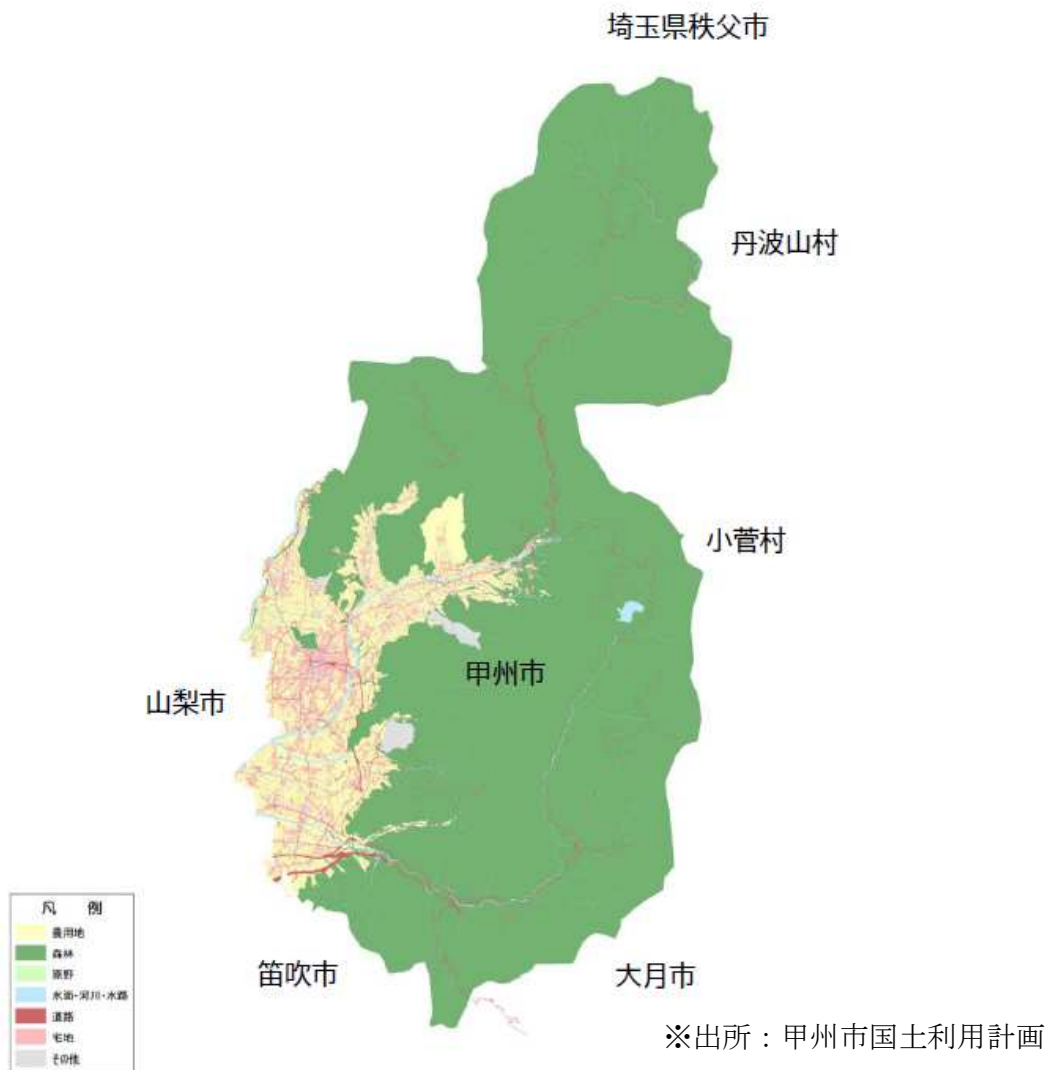 埼玉県秩父市
丹波山村
小菅村
甲州市
山梨市
笛吹市
大月市
凡 例
農用地
森林
原野
水面・河川・水路
道路
宅地
その他
※出所：甲州市国土利用計画